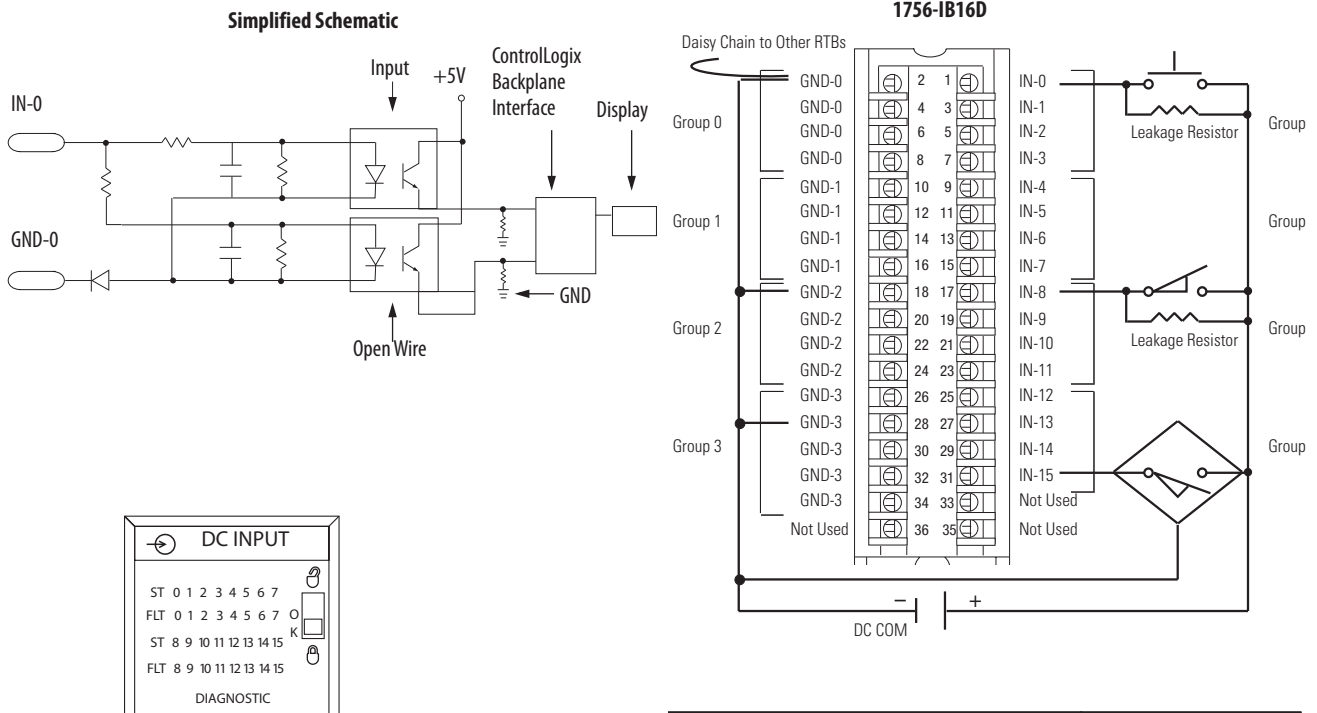 Simplified Schematic
IN-0
GND-0
Input
+5V
ControlLogix
Backplane
Interface
Display
GND
Open Wire
DC INPUT
ST 0 1 2 3 4 5 6 7
FLT 0 1 2 3 4 5 6 7
ST 8 9 10 11 12 13 14 15
FLT 8 9 10 11 12 13 14 15
O
K
DIAGNOSTIC
1756-IB16D
Daisy Chain to Other RTBs
Group 0
Group 1
Group 2
Group 3
GND-0 2 1 IN-0
GND-0 4 3 IN-1
GND-0 6 5 IN-2
GND-0 8 7 IN-3
GND-1 10 9 IN-4
GND-1 12 11 IN-5
GND-1 14 13 IN-6
GND-1 16 15 IN-7
GND-2 18 17 IN-8
GND-2 20 19 IN-9
GND-2 22 21 IN-10
GND-2 24 23 IN-11
GND-3 26 25 IN-12
GND-3 28 27 IN-13
GND-3 30 29 IN-14
GND-3 32 31 IN-15
GND-3 34 33 Not Used
Not Used 36 35 Not Used
Leakage Resistor
Leakage Resistor
Group
Group
Group
Group
– +
DC COM